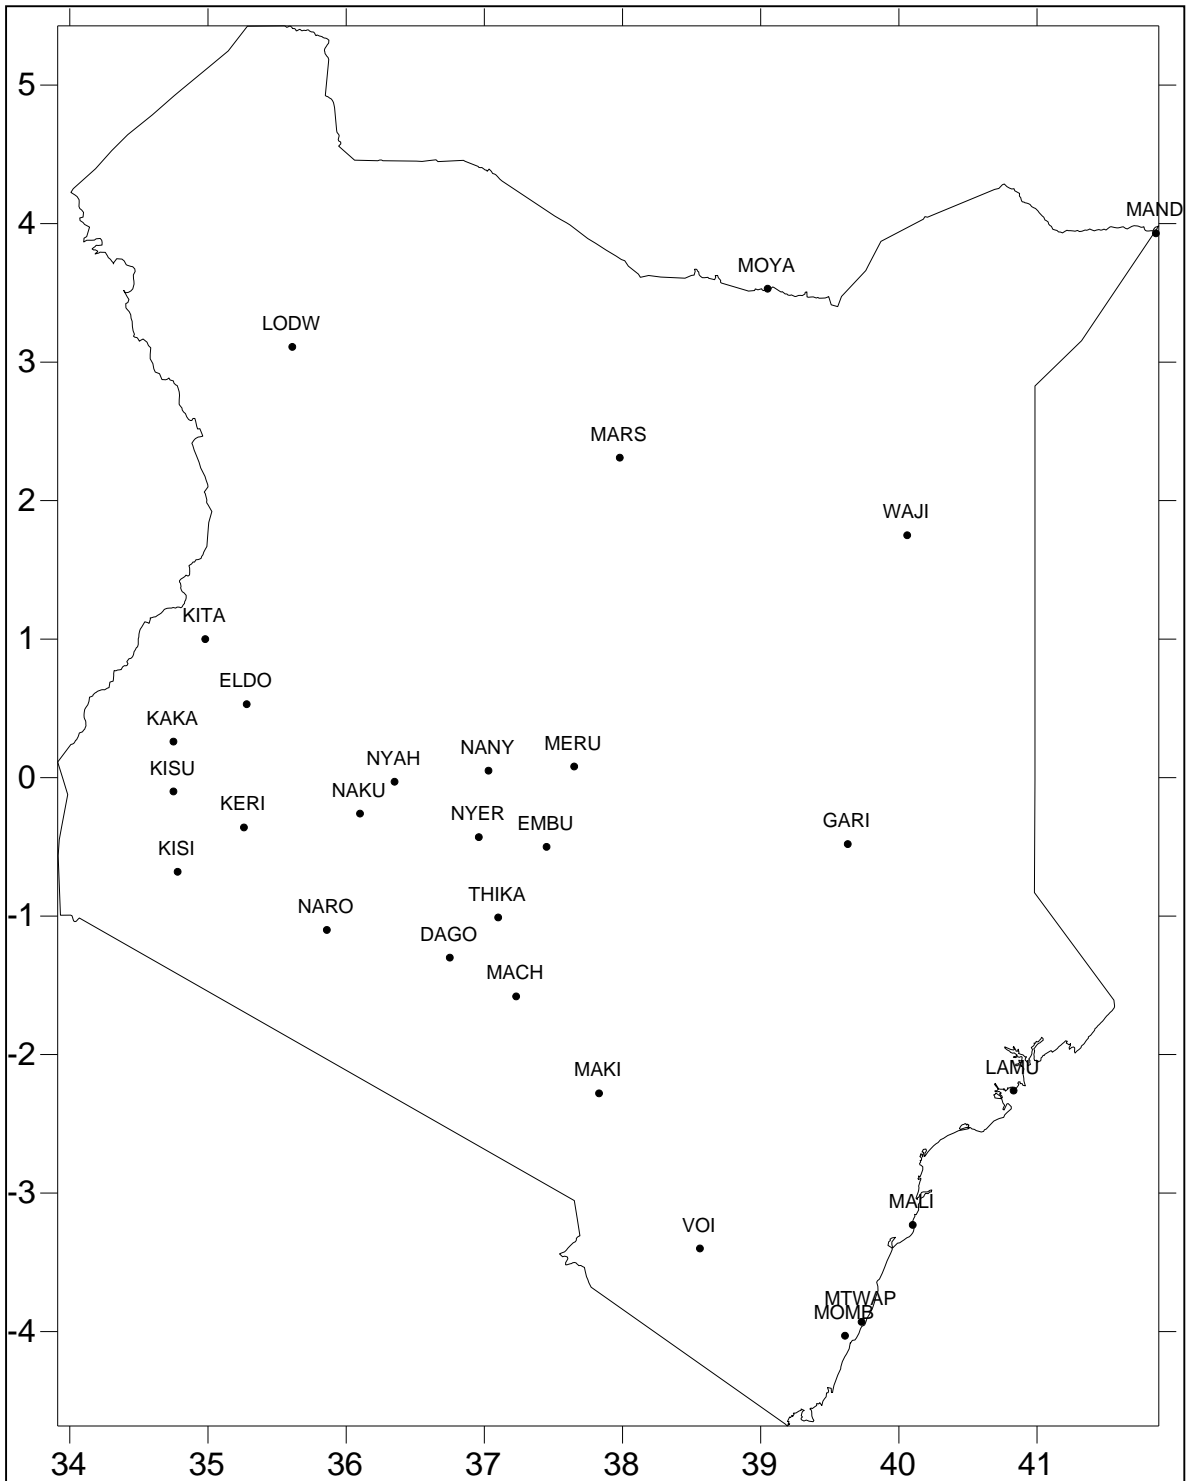 5
MAND
4
MOYA
LODW
3
MARS
2
WAJI
KITA
1
ELDO
KAKA
MERU
NANY
KISU
NYAH
0
NAKU
KERI
NYER
EMBU
GARI
KISI
THIKA
NARO
-1
DAGO
MACH
-2
LAMU
MAKI
-3
MALI
VOI
MTWAP
MOMB
-4
34 35 36 37 38 39 40 41